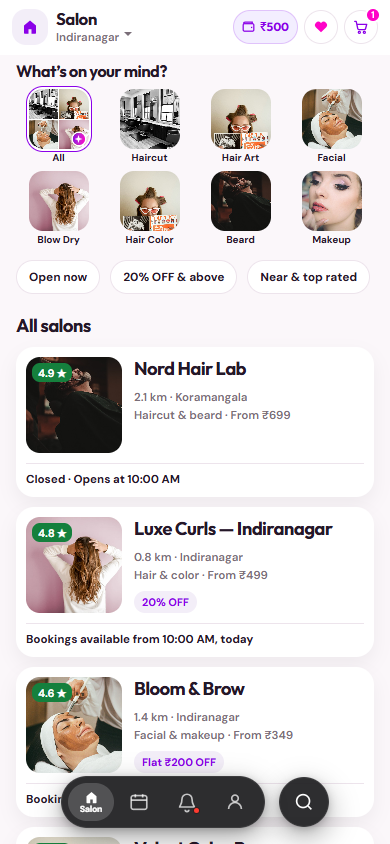 Salon
Indiranagar
₹500
1
What's on your mind?
All
Haircut
Hair Art
Facial
Blow Dry
Hair Color
Beard
Makeup
Open now
20% OFF & above
Near & top rated
All salons
4.9 ★
Nord Hair Lab
2.1 km · Koramangala
Haircut & beard · From ₹699
Closed · Opens at 10:00 AM
4.8 ★
Luxe Curls — Indiranagar
0.8 km · Indiranagar
Hair & color · From ₹499
20% OFF
Bookings available from 10:00 AM, today
4.6 ★
Bloom & Brow
1.4 km · Indiranagar
Facial & makeup · From ₹349
Flat ₹200 OFF
Salon